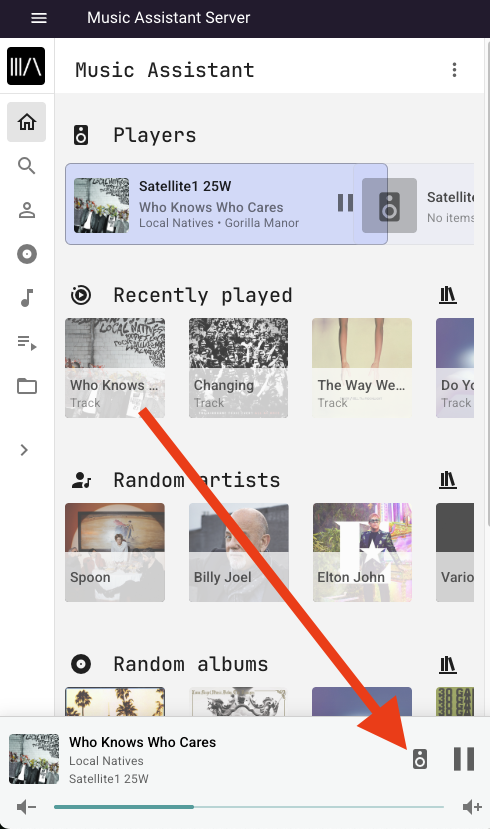 Music Assistant Server
Music Assistant
Players
Satellite1 25W
Who Knows Who Cares
Local Natives • Gorilla Manor
Satellite
No items
Recently played
Who Knows ...
Track
Changing
Track
The Way We...
Track
Do Yo
Track
Random artists
Spoon
Billy Joel
Elton John
Vario
Random albums
Who Knows Who Cares
Local Natives
Satellite1 25W